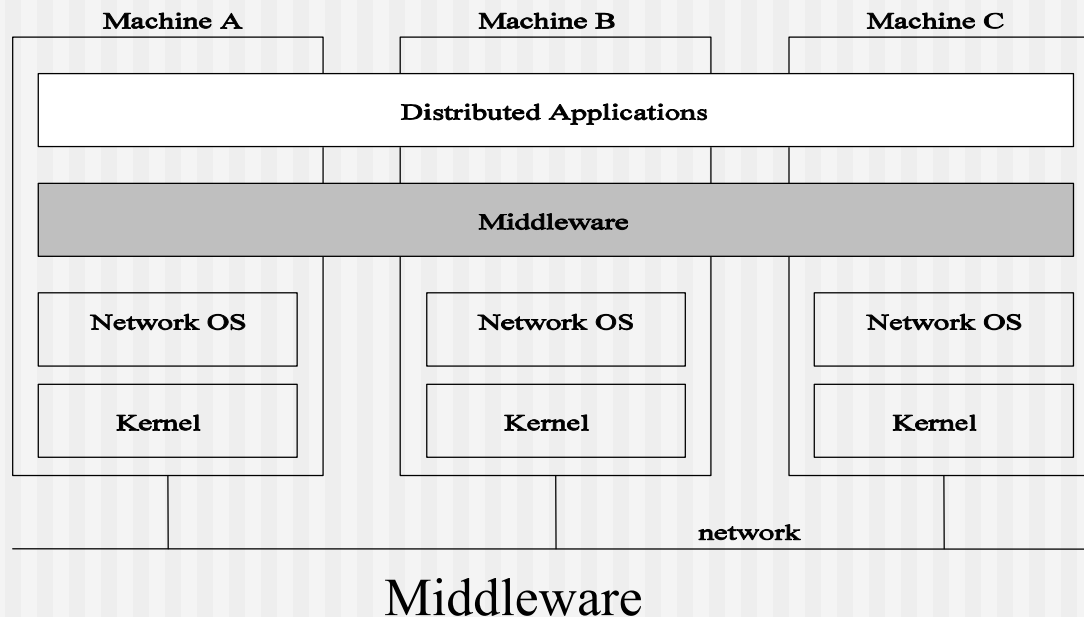 Machine A
Machine B
Machine C
Distributed Applications
Middleware
Network OS
Network OS
Network OS
Kernel
Kernel
Kernel
network
Middleware